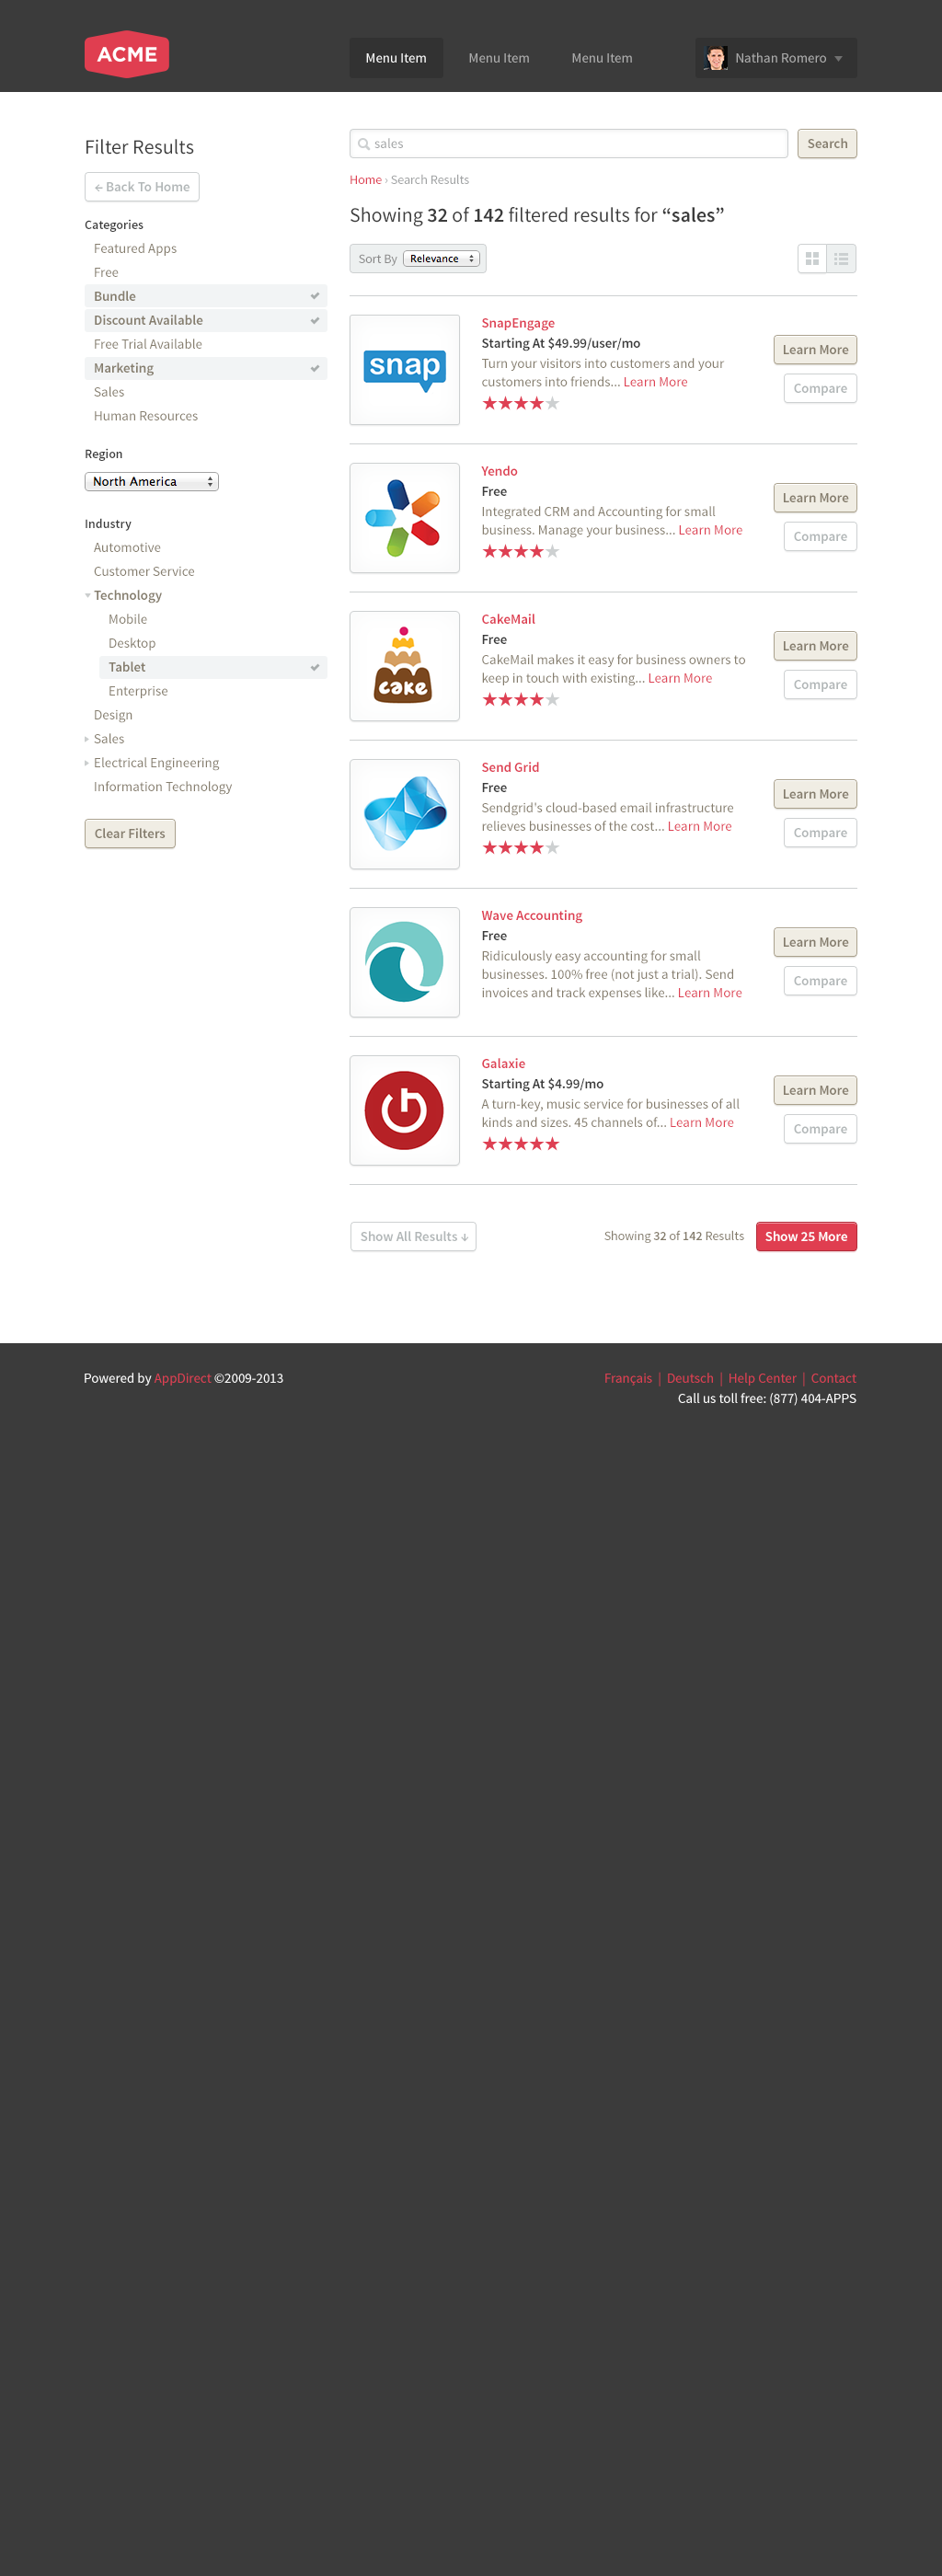 ACME
Menu Item
Menu Item
Menu Item
Nathan Romero
Filter Results
← Back To Home
Categories
Featured Apps
Free
Bundle
Discount Available
Free Trial Available
Marketing
Sales
Human Resources
Region
North America
Industry
Automotive
Customer Service
Technology
Mobile
Desktop
Tablet
Enterprise
Design
Sales
Electrical Engineering
Information Technology
Clear Filters
sales
Search
Home › Search Results
Showing 32 of 142 filtered results for “sales”
Sort By Relevance
snap
SnapEngage
Starting At $49.99/user/mo
Turn your visitors into customers and your
customers into friends... Learn More
Learn More
Compare
Yendo
Free
Integrated CRM and Accounting for small
business. Manage your business... Learn More
Learn More
Compare
cake
CakeMail
Free
CakeMail makes it easy for business owners to
keep in touch with existing... Learn More
Learn More
Compare
Send Grid
Free
Sendgrid’s cloud-based email infrastructure
relieves businesses of the cost... Learn More
Learn More
Compare
Wave Accounting
Free
Ridiculously easy accounting for small
businesses. 100% free (not just a trial). Send
invoices and track expenses like... Learn More
Learn More
Compare
Galaxie
Starting At $4.99/mo
A turn-key, music service for businesses of all
kinds and sizes. 45 channels of... Learn More
Learn More
Compare
Show All Results ↓
Showing 32 of 142 Results
Show 25 More
Powered by AppDirect ©2009-2013
Français | Deutsch | Help Center | Contact
Call us toll free: (877) 404-APPS